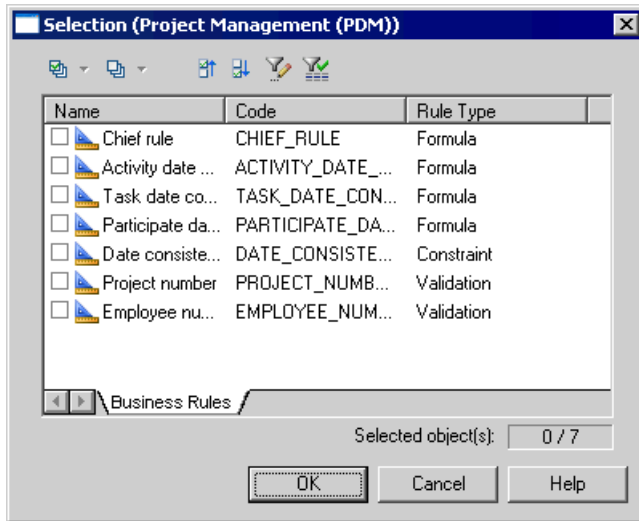 Selection (Project Management (PDM))
Name Code Rule Type
Chief rule CHIEF_RULE Formula
Activity date ... ACTIVITY_DATE_... Formula
Task date co... TASK_DATE_CON... Formula
Participate da... PARTICIPATE_DA... Formula
Date consiste... DATE_CONSISTE... Constraint
Project number PROJECT_NUMB... Validation
Employee nu... EMPLOYEE_NUM... Validation
Business Rules
Selected object(s): 0 / 7
OK Cancel Help